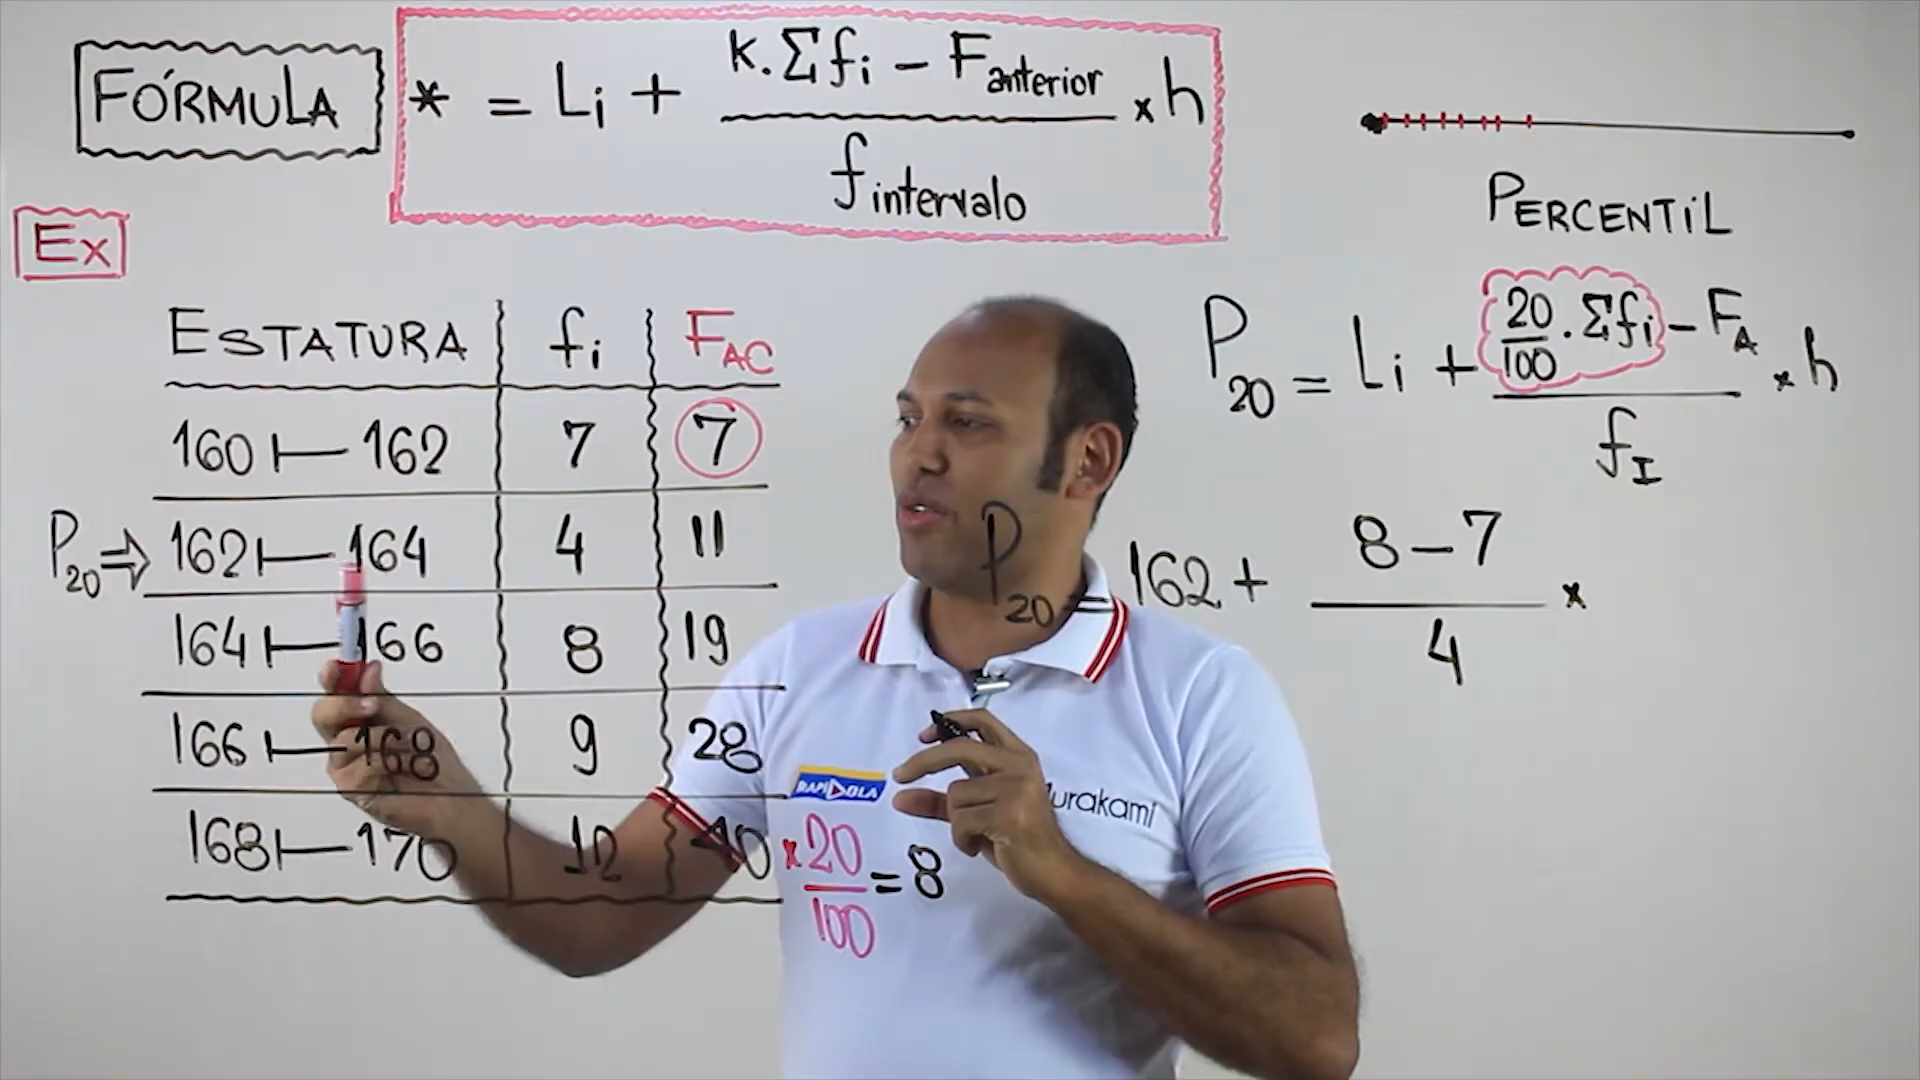 FÓRMULA * = Li + K.Σfi - Fanterior / fintervalo × h
PERCENTiL
Ex
P20 = Li + 20/100 . Σfi - FA / fI × h
ESTATURA fi FAC
160 ⊢ 162 7 7
P20 ⇒ 162 ⊢ 164 4 11
P20 = 162 + 8 - 7 / 4 ×
164 ⊢ 166 8 19
166 ⊢ 168 9 28
168 ⊢ 170 12 40 × 20/100 = 8
RAPIDOLA
urakami